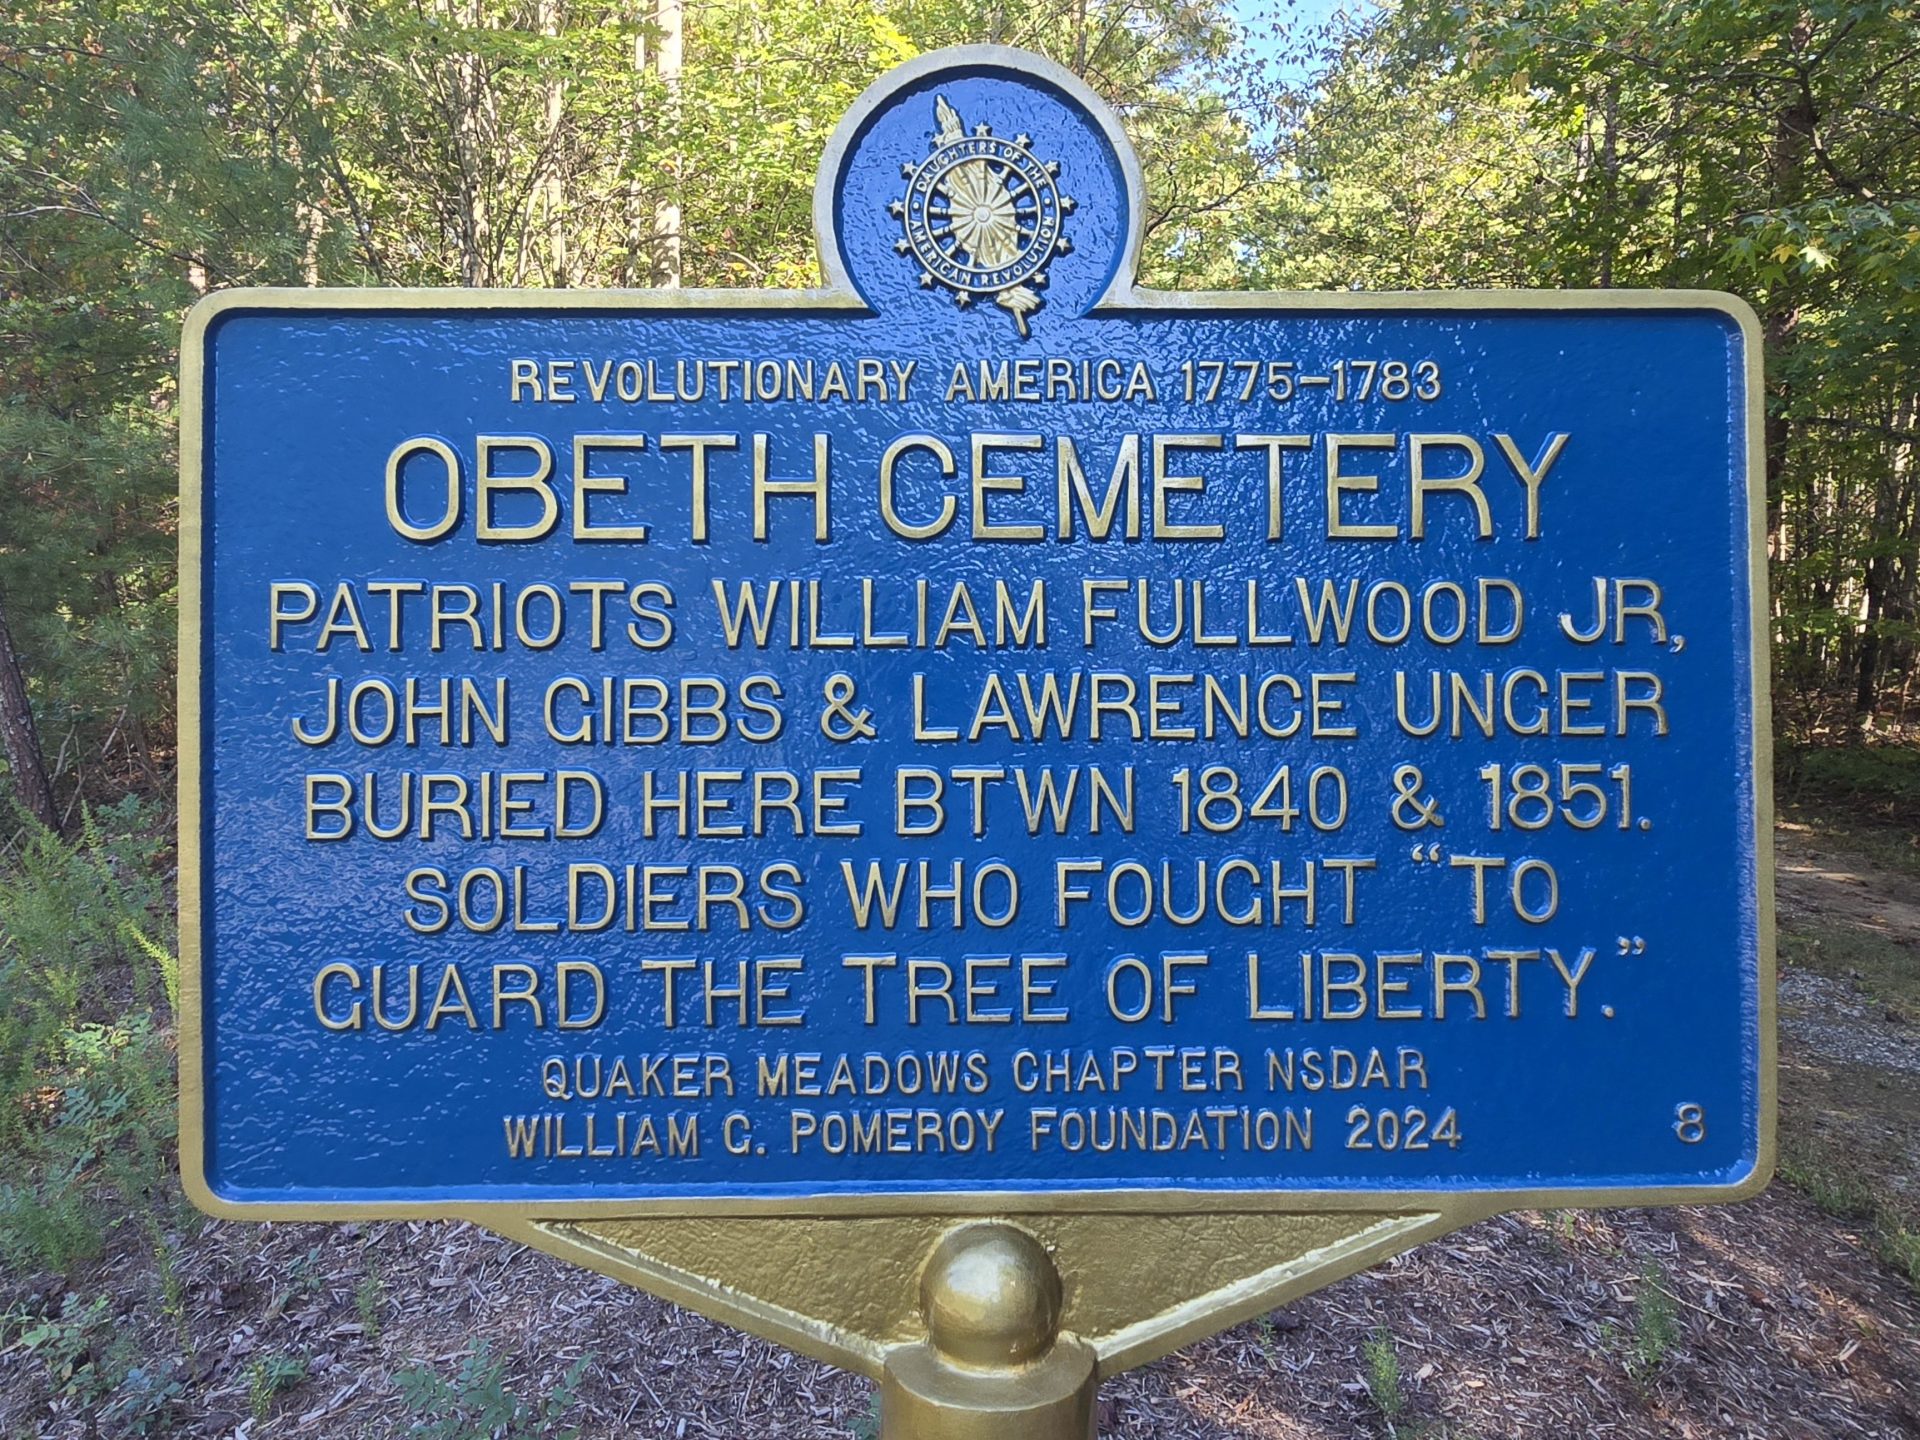 DAUGHTERS OF THE
AMERICAN REVOLUTION
REVOLUTIONARY AMERICA 1775–1783
OBETH CEMETERY
PATRIOTS WILLIAM FULLWOOD JR,
JOHN GIBBS & LAWRENCE UNGER
BURIED HERE BTWN 1840 & 1851.
SOLDIERS WHO FOUGHT “TO
GUARD THE TREE OF LIBERTY.”
QUAKER MEADOWS CHAPTER NSDAR
WILLIAM G. POMEROY FOUNDATION 2024
8